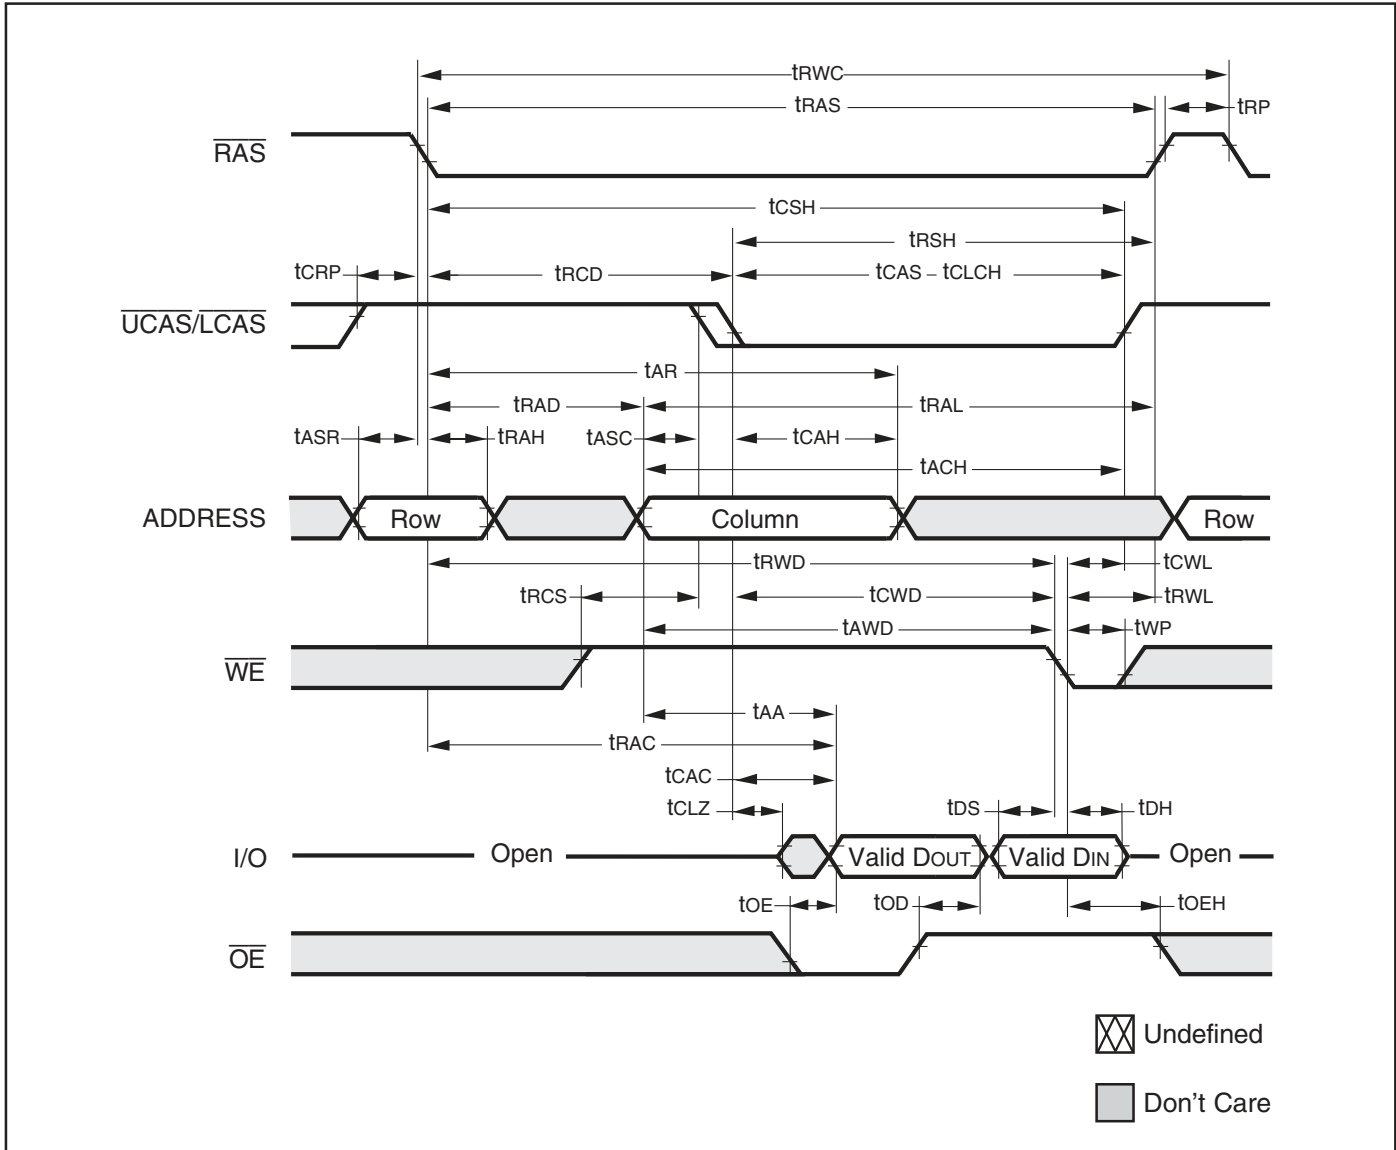 tRWC
tRAS
tRP
RAS
tCSH
tRSH
tCRP
tRCD
tCAS – tCLCH
UCAS/LCAS
tAR
tRAD
tRAL
tASR
tRAH
tASC
tCAH
tACH
ADDRESS
Row
Column
Row
tRWD
tCWL
tRCS
tCWD
tRWL
tAWD
tWP
WE
tAA
tRAC
tCAC
tCLZ
tDS
tDH
I/O
Open
Valid DOUT
Valid DIN
Open
tOE
tOD
tOEH
OE
Undefined
Don't Care